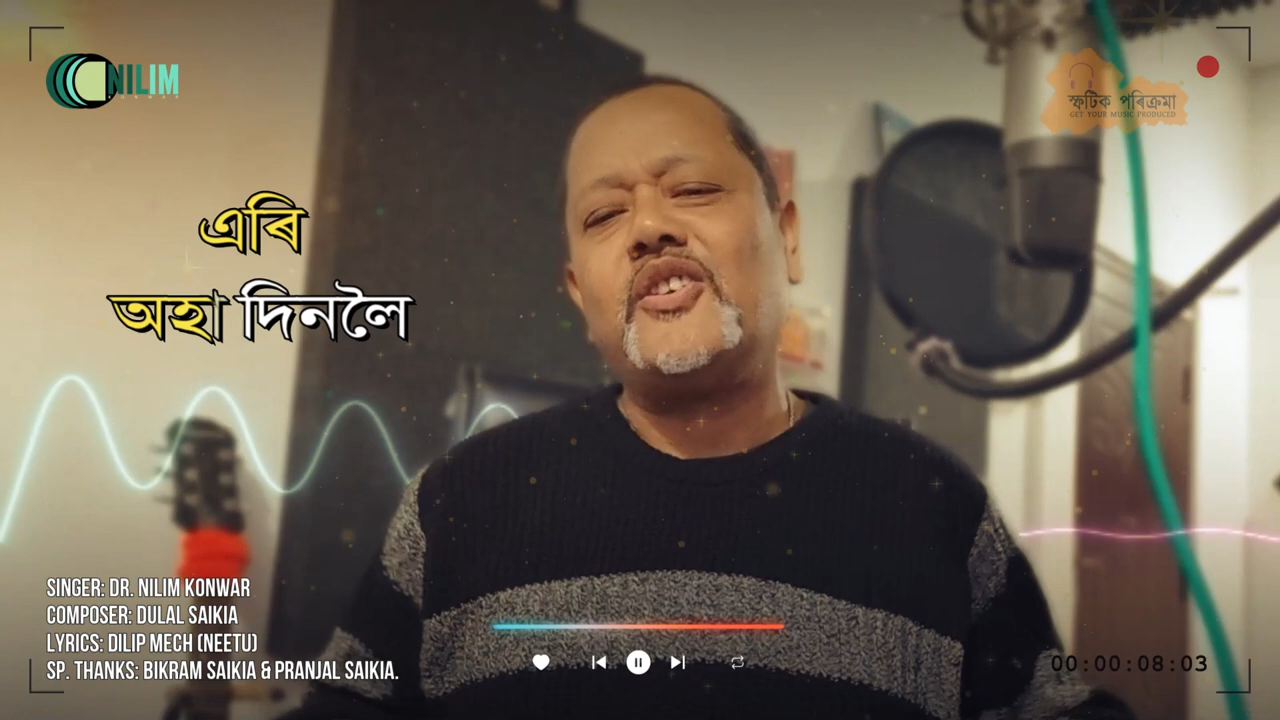 NILIM
স্ফটিক পৰিক্ৰমা
GET YOUR MUSIC PRODUCED
এৰি
অহা দিনলৈ
SINGER: DR. NILIM KONWAR
COMPOSER: DULAL SAIKIA
LYRICS: DILIP MECH (NEETU)
SP. THANKS: BIKRAM SAIKIA & PRANJAL SAIKIA.
00:00:08:03